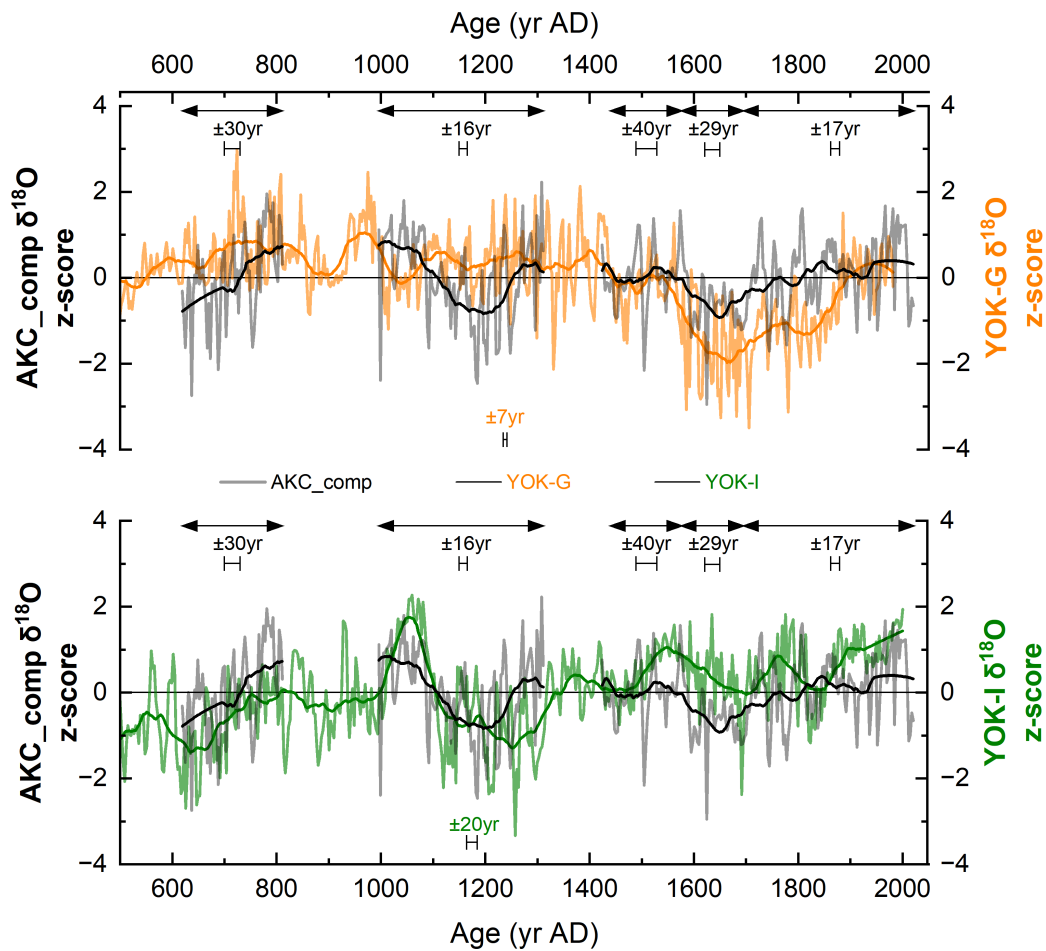 Age (yr AD)
600 800 1000 1200 1400 1600 1800 2000
4
2
0
−2
−4
AKC_comp δ18O
z-score
4
2
0
−2
−4
YOK-G δ18O
z-score
±30yr ±16yr ±40yr ±29yr ±17yr
±7yr
AKC_comp YOK-G YOK-I
4
2
0
−2
−4
AKC_comp δ18O
z-score
4
2
0
−2
−4
YOK-I δ18O
z-score
±30yr ±16yr ±40yr ±29yr ±17yr
±20yr
600 800 1000 1200 1400 1600 1800 2000
Age (yr AD)